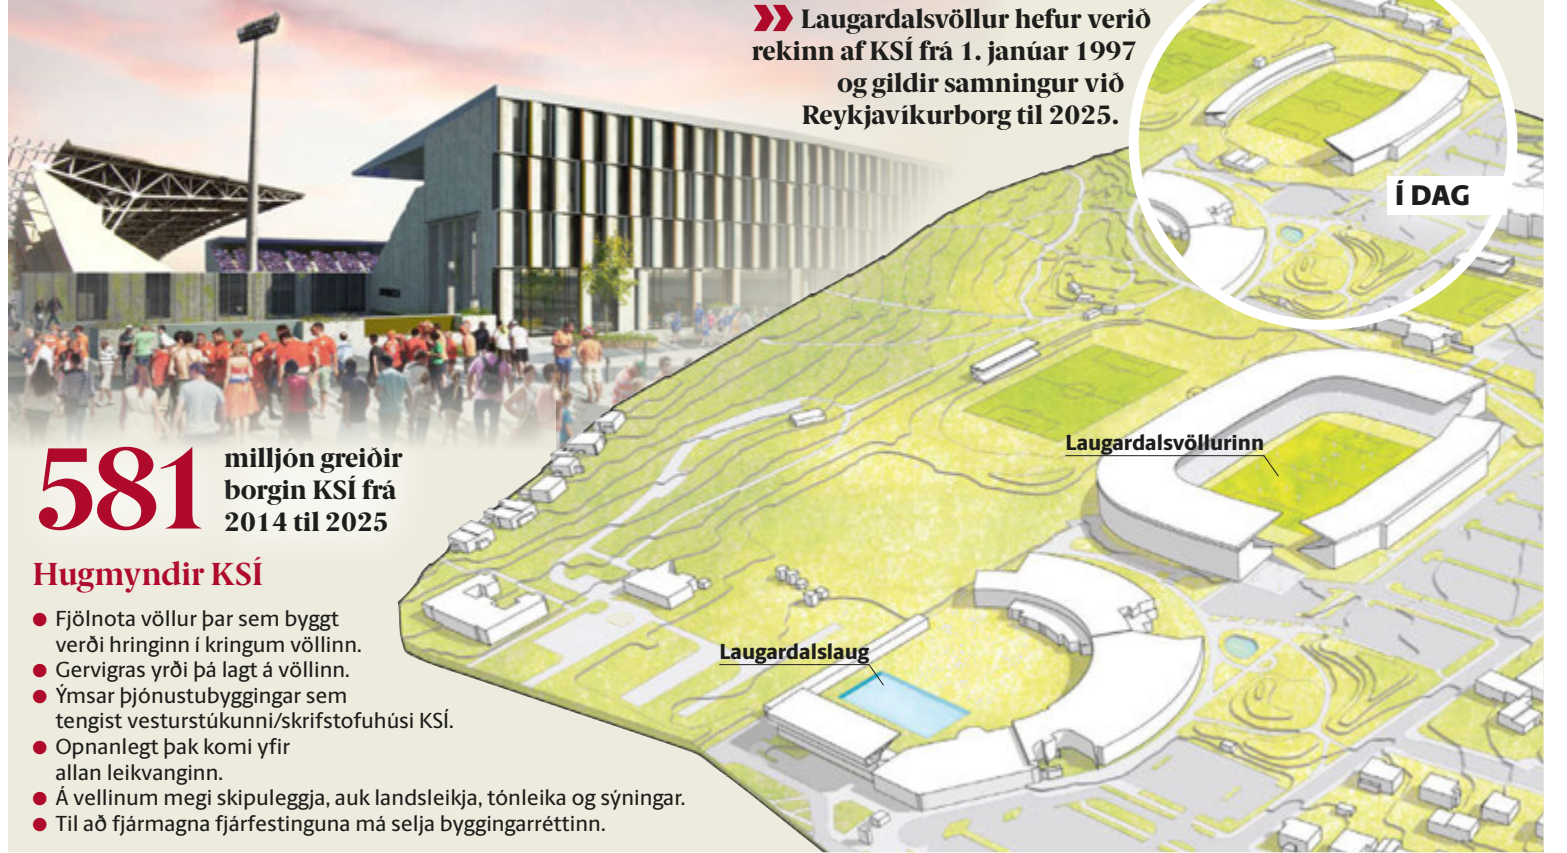 Laugardalsvöllur hefur verið
rekinn af KSÍ frá 1. janúar 1997
og gildir samningur við
Reykjavíkurborg til 2025.
Í DAG
Laugardalsvöllurinn
Laugardalslaug
581
milljón greiðir
borgin KSÍ frá
2014 til 2025
Hugmyndir KSÍ
● Fjölnota völlur þar sem byggt
verði hringinn í kringum völlinn.
● Gervigras yrði þá lagt á völlinn.
● Ýmsar þjónustubyggingar sem
tengist vesturstúkunni/skrifstofuhúsi KSÍ.
● Opnanlegt þak komi yfir
allan leikvanginn.
● Á vellinum megi skipuleggja, auk landsleikja, tónleika og sýningar.
● Til að fjármagna fjárfestinguna má selja byggingarréttinn.